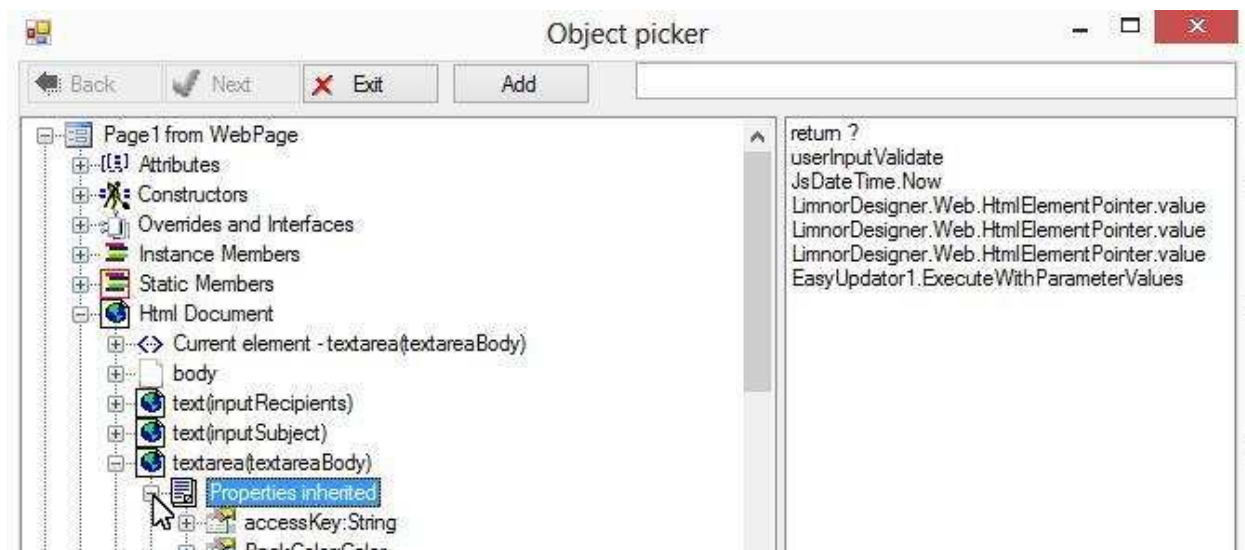 Object picker
Back Next Exit Add
Page1 from WebPage
Attributes
Constructors
Overrides and Interfaces
Instance Members
Static Members
Html Document
Current element - textarea(textareaBody)
body
text(inputRecipients)
text(inputSubject)
textarea(textareaBody)
Properties inherited
accessKey:String
BackColor:Color
return ?
userInputValidate
JsDateTime.Now
LimnorDesigner.Web.HtmlElementPointer.value
LimnorDesigner.Web.HtmlElementPointer.value
LimnorDesigner.Web.HtmlElementPointer.value
EasyUpdator1.ExecuteWithParameterValues